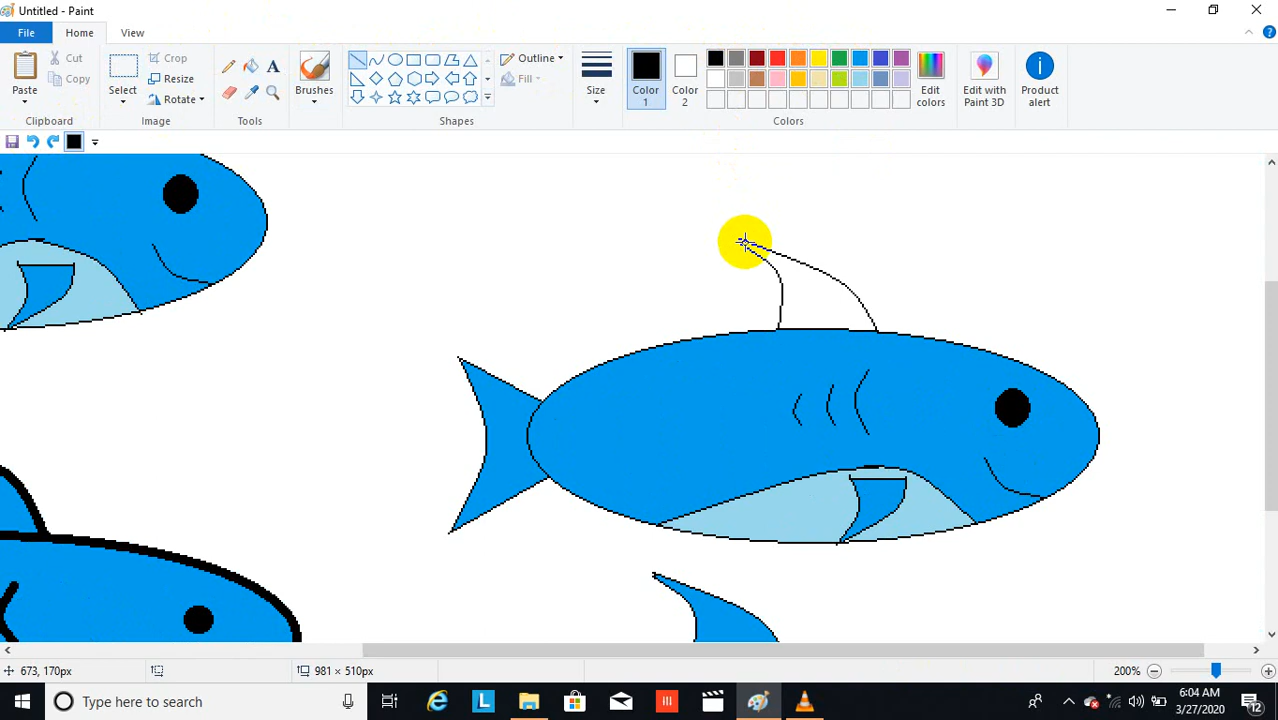 Untitled - Paint
File Home View
Paste
Cut
Copy
Clipboard
Select
Crop
Resize
Rotate
Image
A
Tools
Brushes
Shapes
Outline
Fill
Size
Color 1
Color 2
Edit colors
Colors
Edit with Paint 3D
Product alert
673, 170px
981 × 510px
200%
Type here to search
6:04 AM
3/27/2020
12